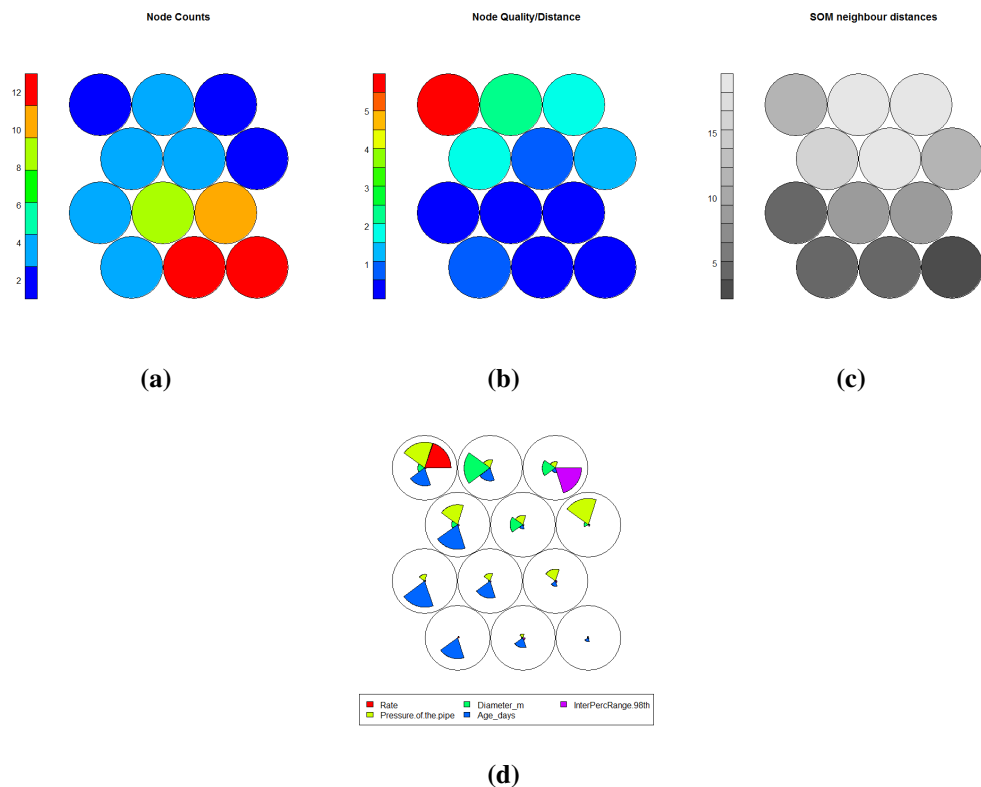 Node Counts
12
10
8
6
4
2
Node Quality/Distance
5
4
3
2
1
SOM neighbour distances
15
10
5
(a)
(b)
(c)
Rate
Diameter_m
InterPercRange.98th
Pressure.of.the.pipe
Age_days
(d)